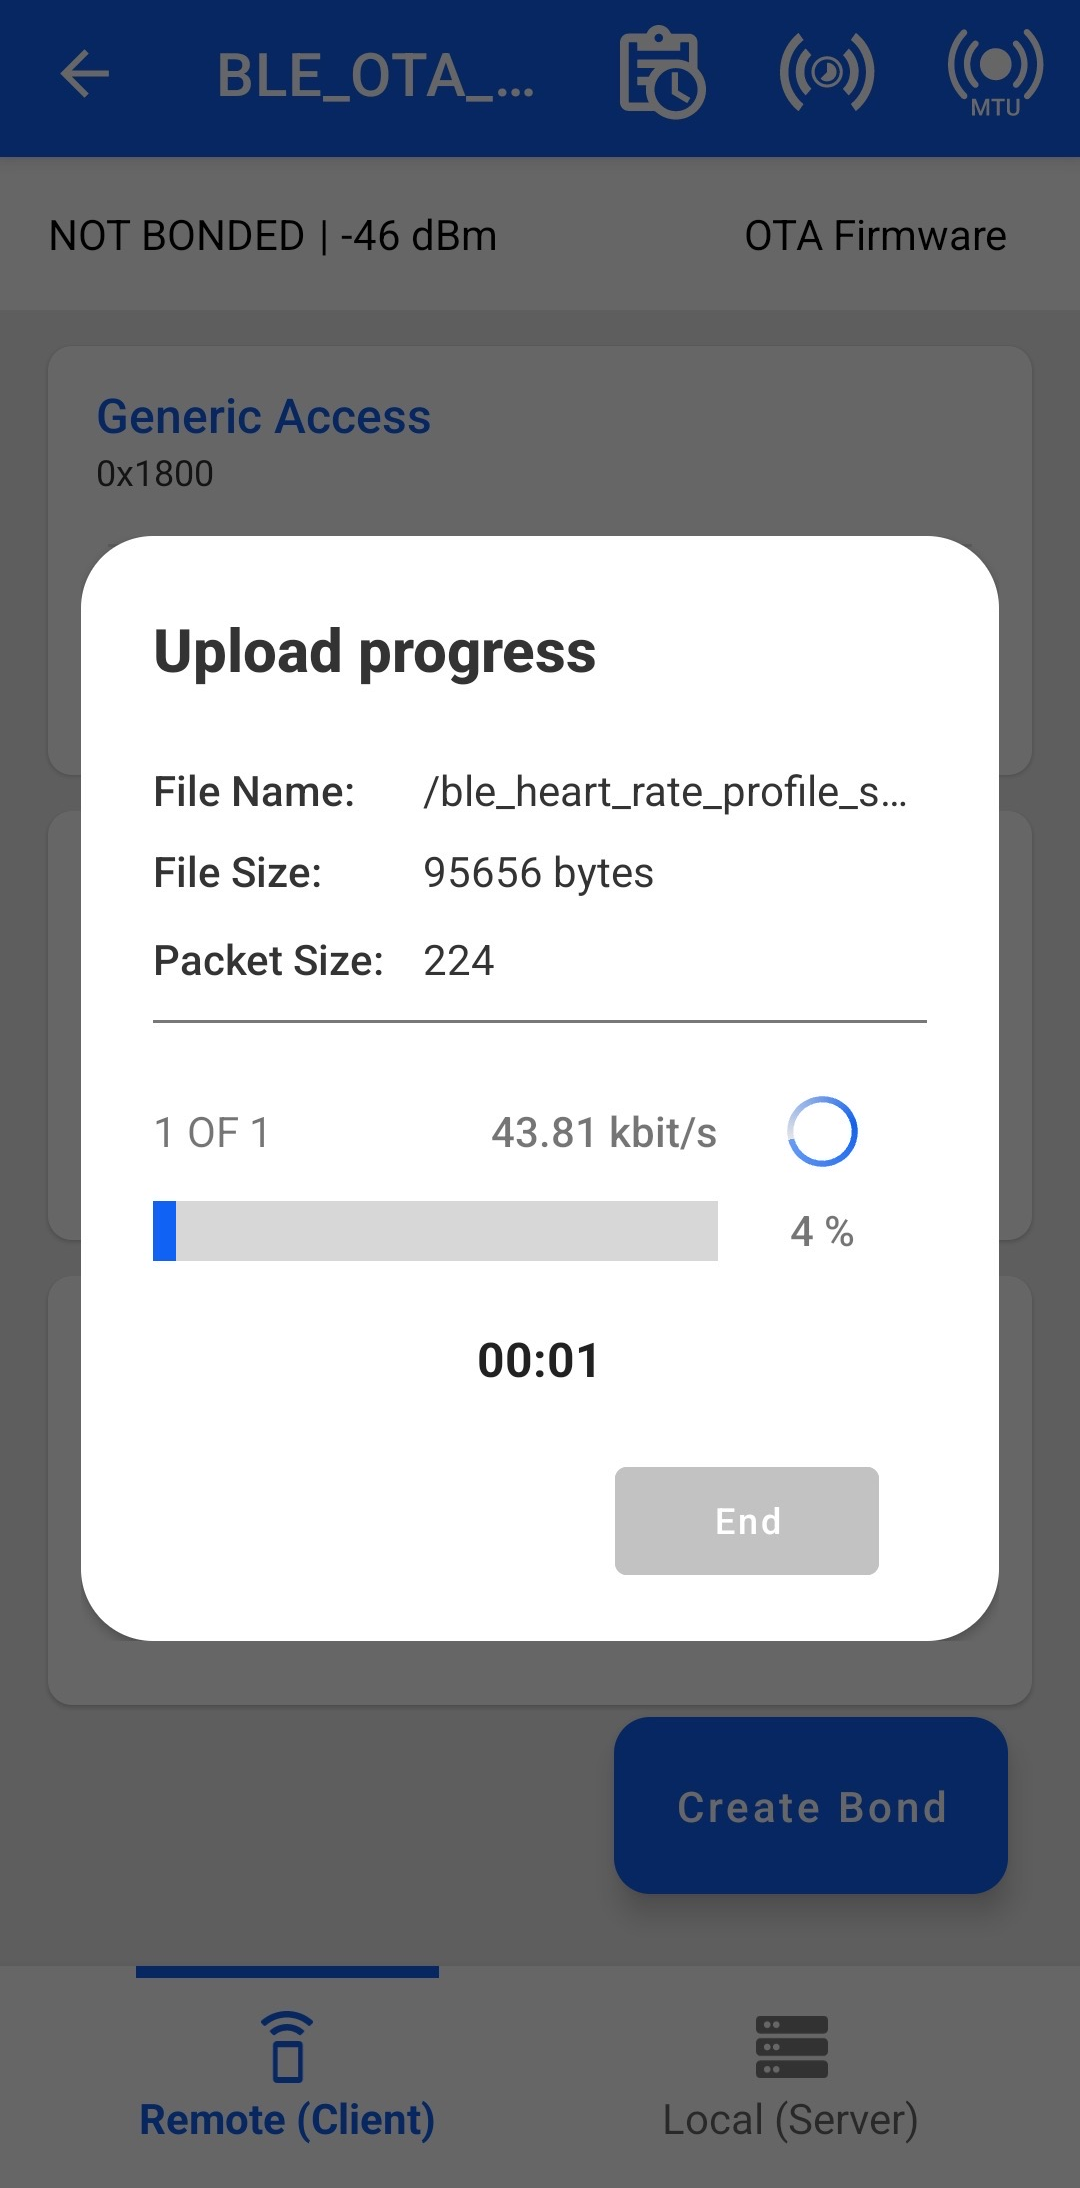 BLE_OTA_...
MTU
NOT BONDED | -46 dBm
OTA Firmware
Generic Access
0x1800
Upload progress
File Name: /ble_heart_rate_profile_s...
File Size: 95656 bytes
Packet Size: 224
1 OF 1 43.81 kbit/s
4 %
00:01
End
Create Bond
Remote (Client)
Local (Server)